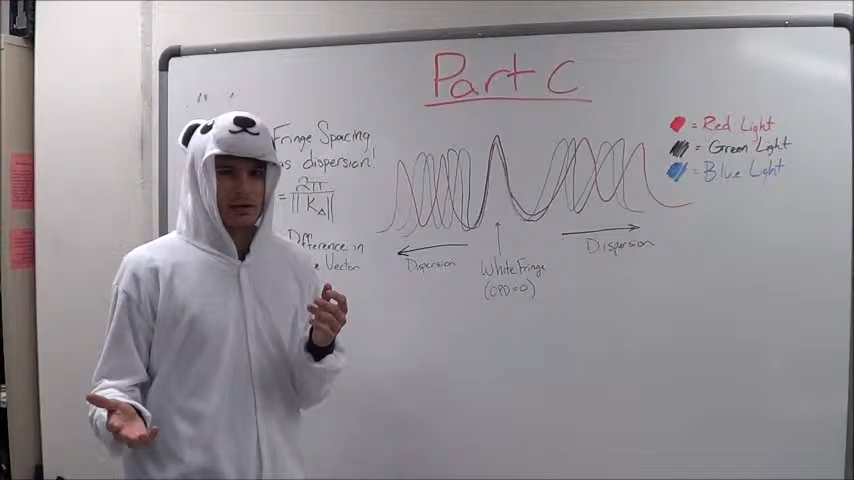 Part C
Fringe Spacing
as dispersion!
= 2π
|| K Δ ||
Difference in
Vector
Dispersion
White Fringe
(OPD=0)
Dispersion
= Red Light
= Green Light
= Blue Light